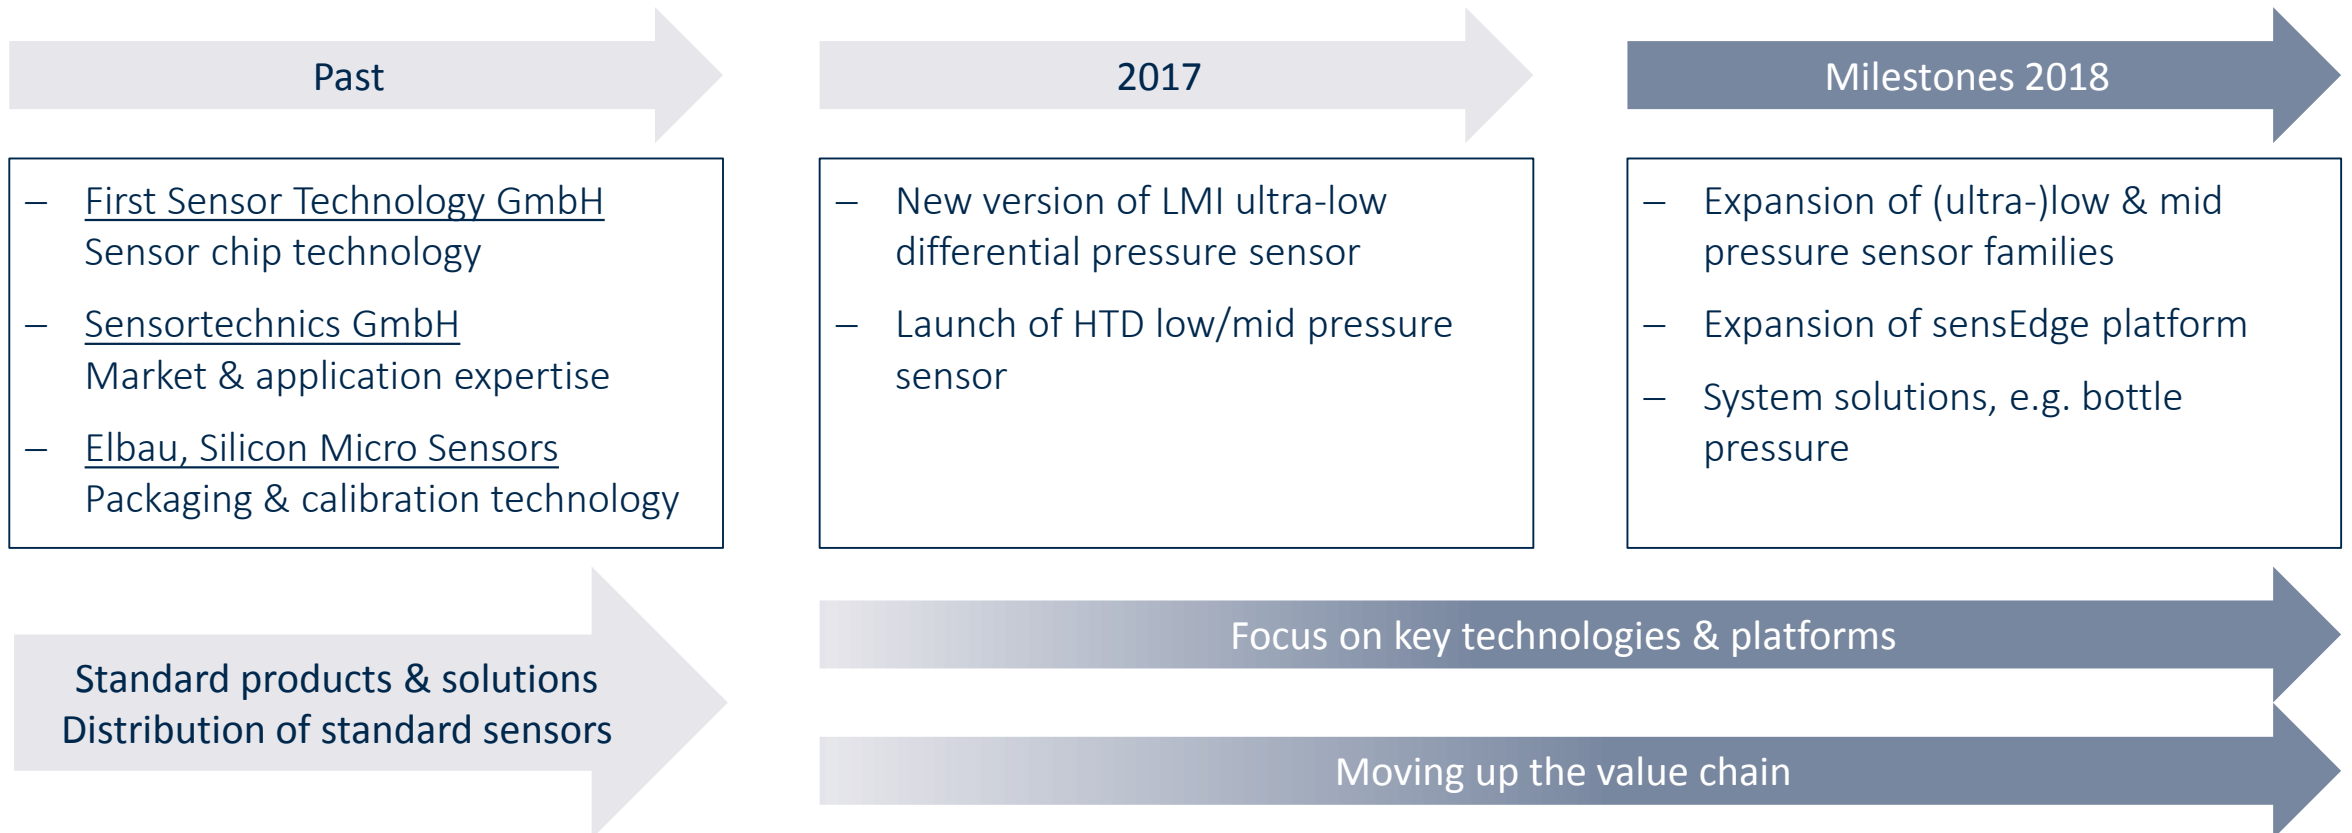 Past
2017
Milestones 2018
– First Sensor Technology GmbH
Sensor chip technology
– Sensortechnics GmbH
Market & application expertise
– Elbau, Silicon Micro Sensors
Packaging & calibration technology
– New version of LMI ultra-low
differential pressure sensor
– Launch of HTD low/mid pressure
sensor
– Expansion of (ultra-)low & mid
pressure sensor families
– Expansion of sensEdge platform
– System solutions, e.g. bottle
pressure
Standard products & solutions
Distribution of standard sensors
Focus on key technologies & platforms
Moving up the value chain